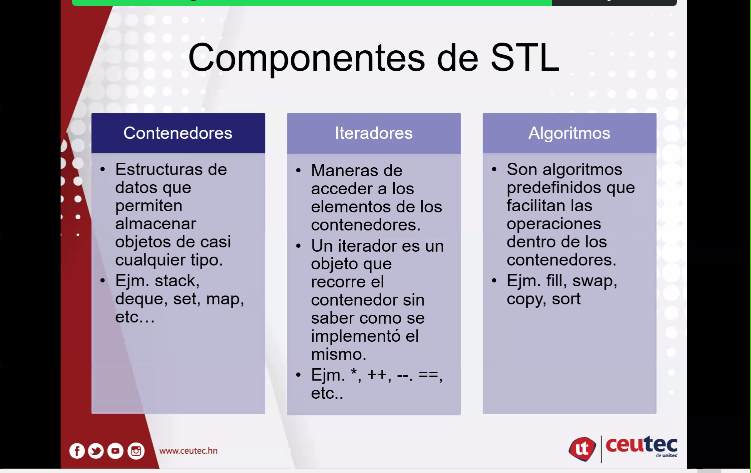 Componentes de STL
Contenedores
• Estructuras de
datos que
permiten
almacenar
objetos de casi
cualquier tipo.
• Ejm. stack,
deque, set, map,
etc…
Iteradores
• Maneras de
acceder a los
elementos de los
contenedores.
• Un iterador es un
objeto que
recorre el
contenedor sin
saber como se
implementó el
mismo.
• Ejm. *, ++, --. ==,
etc..
Algoritmos
• Son algoritmos
predefinidos que
facilitan las
operaciones
dentro de los
contenedores.
• Ejm. fill, swap,
copy, sort
www.ceutec.hn
ceutec
de unitec